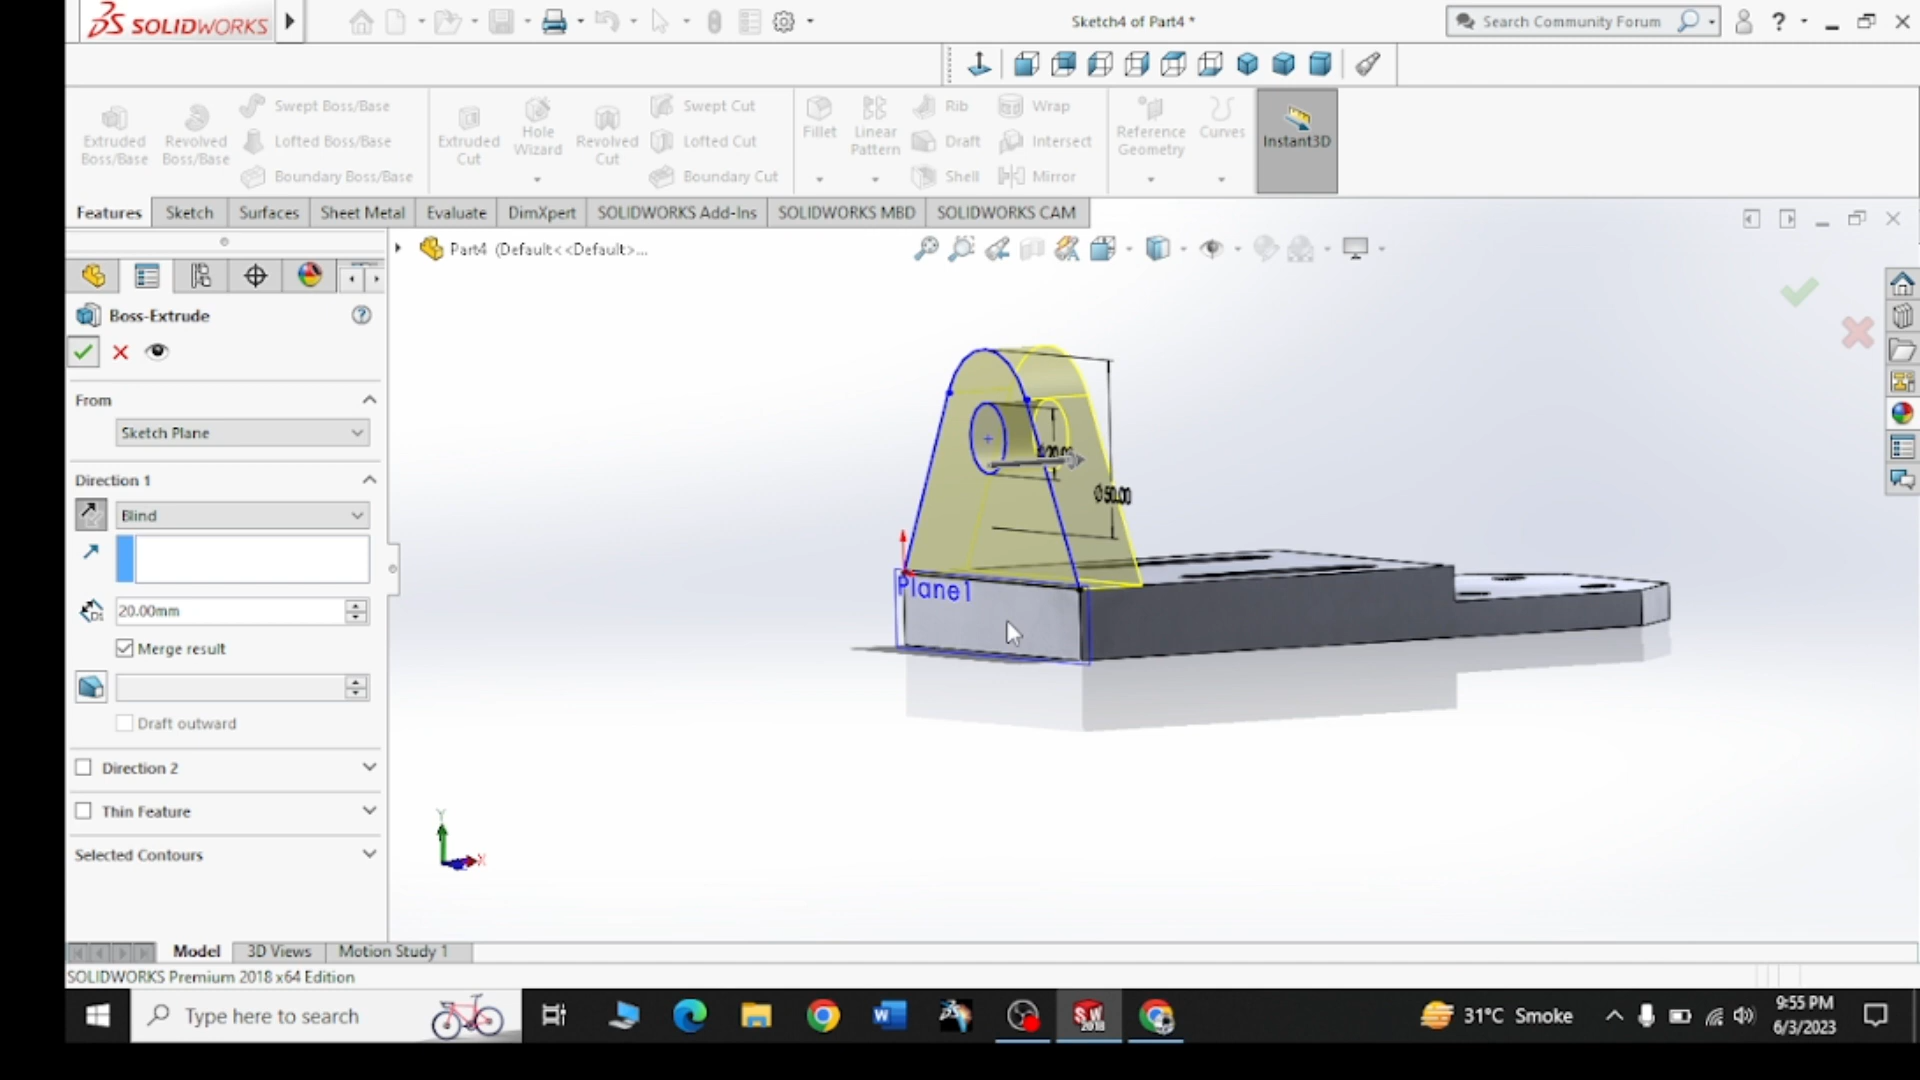 SOLIDWORKS
Sketch4 of Part4 *
Search Community Forum
?
Extruded Boss/Base
Revolved Boss/Base
Swept Boss/Base
Lofted Boss/Base
Boundary Boss/Base
Extruded Cut
Hole Wizard
Revolved Cut
Swept Cut
Lofted Cut
Boundary Cut
Fillet
Linear Pattern
Rib
Draft
Shell
Wrap
Intersect
Mirror
Reference Geometry
Curves
Instant3D
Features
Sketch
Surfaces
Sheet Metal
Evaluate
DimXpert
SOLIDWORKS Add-Ins
SOLIDWORKS MBD
SOLIDWORKS CAM
Part4 (Default<<Default>...
Boss-Extrude
From
Sketch Plane
Direction 1
Blind
20.00mm
Merge result
Draft outward
Direction 2
Thin Feature
Selected Contours
Ø50.00
Plane1
Y
X
Model
3D Views
Motion Study 1
SOLIDWORKS Premium 2018 x64 Edition
Type here to search
SW
2018
31°C Smoke
9:55 PM
6/3/2023